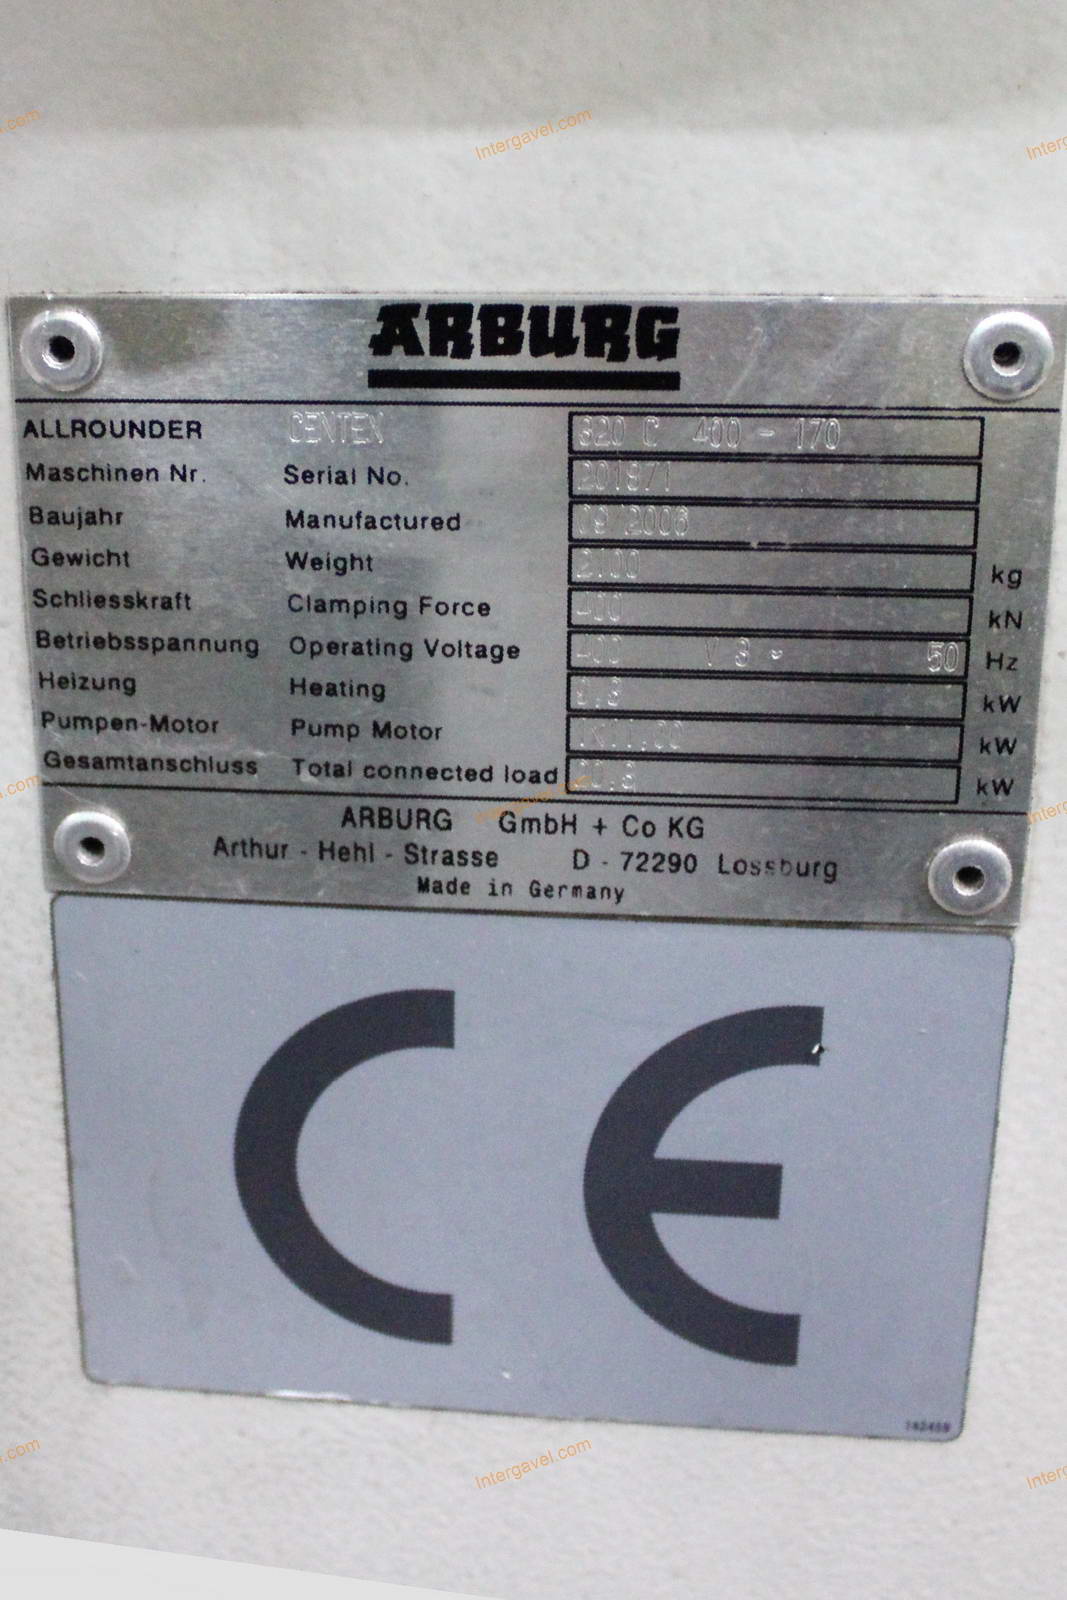 ARBURG
ALLROUNDER 320 C 400 - 170
Maschinen Nr. Serial No.
Baujahr Manufactured 09/2006
Gewicht Weight 2100 kg
Schliesskraft Clamping Force 400 kN
Betriebsspannung Operating Voltage 400 V 3 ~ 50 Hz
Heizung Heating kW
Pumpen-Motor Pump Motor kW
Gesamtanschluss Total connected load kW
ARBURG GmbH + Co KG
Arthur - Hehl - Strasse D - 72290 Lossburg
Made in Germany
CE
Intergavel.com
Intergavel.com